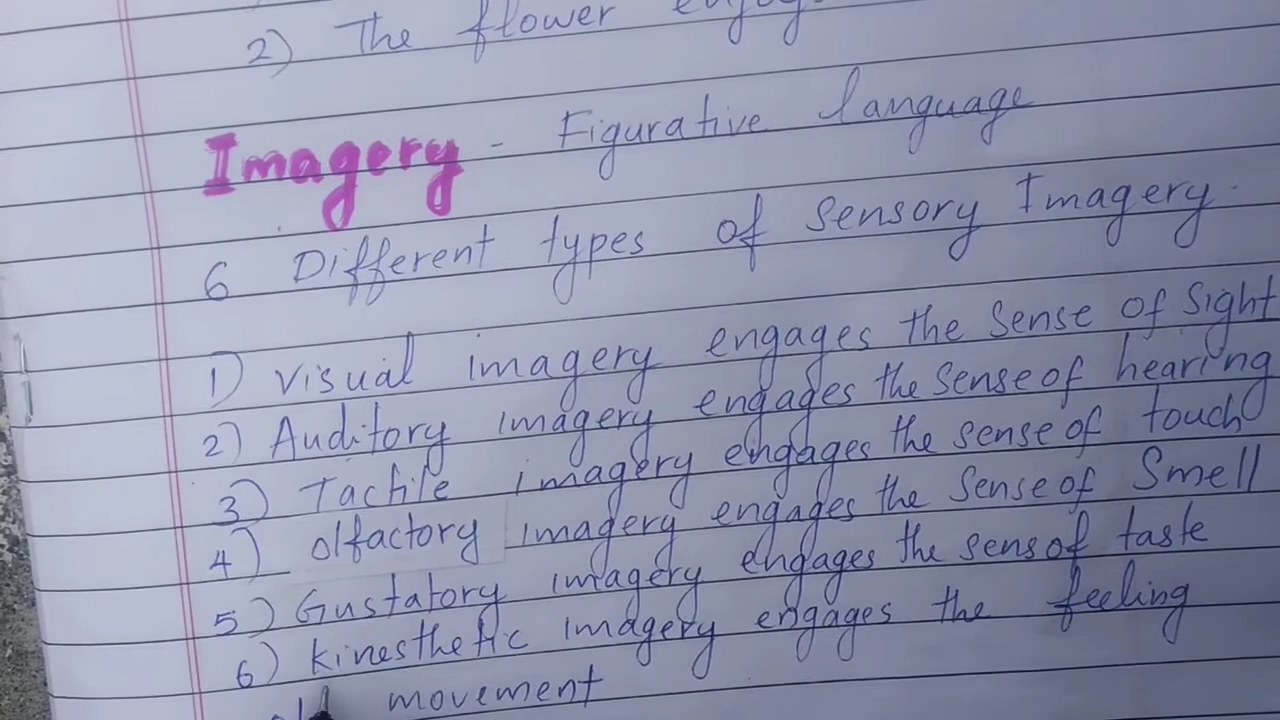 2) The flower
Imagery - Figurative language
6 Different types of Sensory Imagery.
1) Visual imagery engages the sense of sight
2) Auditory imagery engages the sense of hearing
3) Tactile imagery engages the sense of touch
4) olfactory imagery engages the sense of Smell
5) Gustatory imagery engages the sens of taste
6) kinesthetic imagery engages the feeling
movement